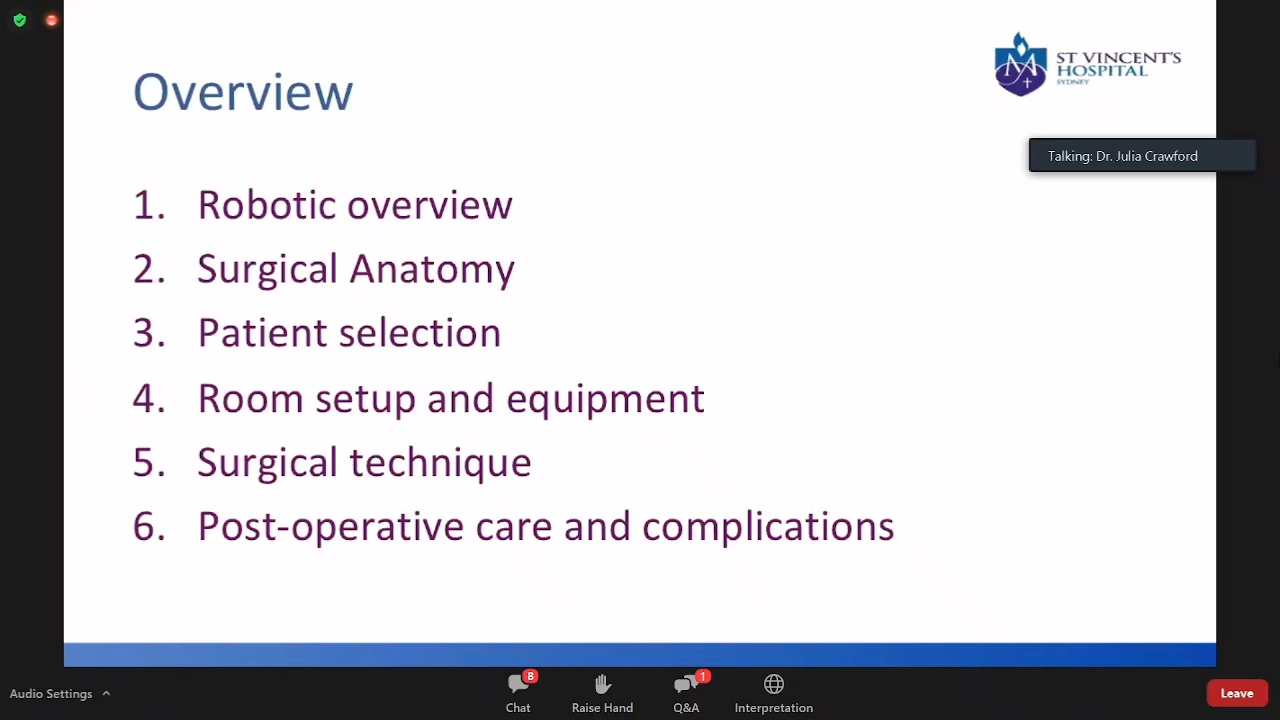 Overview
ST VINCENT'S
HOSPITAL
SYDNEY
Talking: Dr. Julia Crawford
1. Robotic overview
2. Surgical Anatomy
3. Patient selection
4. Room setup and equipment
5. Surgical technique
6. Post-operative care and complications
Audio Settings
8
Chat
Raise Hand
1
Q&A
Interpretation
Leave